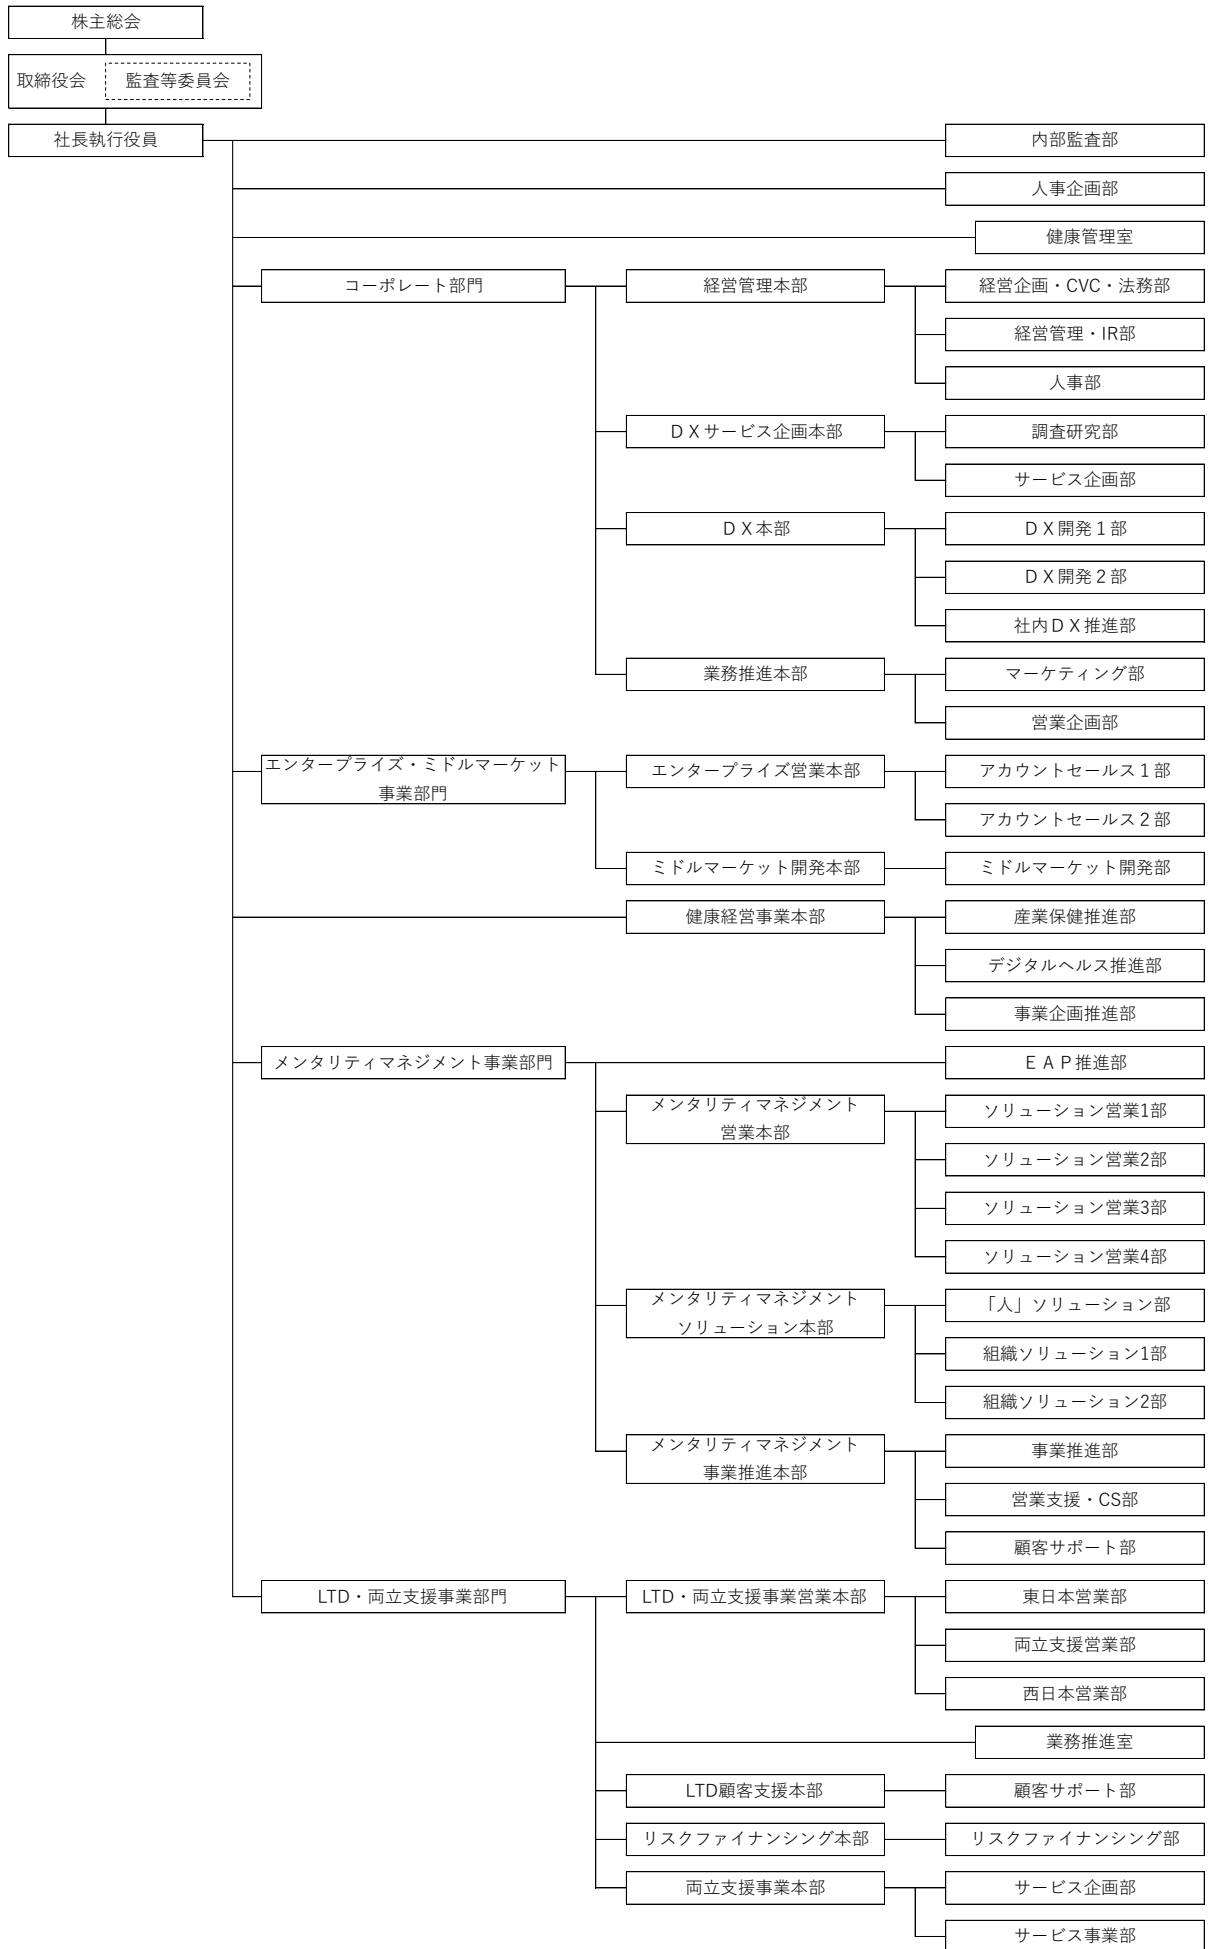 株主総会
取締役会
監査等委員会
社長執行役員
内部監査部
人事企画部
健康管理室
コーポレート部門
経営管理本部
経営企画・CVC・法務部
経営管理・IR部
人事部
ＤＸサービス企画本部
調査研究部
サービス企画部
ＤＸ本部
ＤＸ開発１部
ＤＸ開発２部
社内ＤＸ推進部
業務推進本部
マーケティング部
営業企画部
エンタープライズ・ミドルマーケット
事業部門
エンタープライズ営業本部
アカウントセールス１部
アカウントセールス２部
ミドルマーケット開発本部
ミドルマーケット開発部
健康経営事業本部
産業保健推進部
デジタルヘルス推進部
事業企画推進部
メンタリティマネジメント事業部門
ＥＡＰ推進部
メンタリティマネジメント
営業本部
ソリューション営業1部
ソリューション営業2部
ソリューション営業3部
ソリューション営業4部
メンタリティマネジメント
ソリューション本部
「人」ソリューション部
組織ソリューション1部
組織ソリューション2部
メンタリティマネジメント
事業推進本部
事業推進部
営業支援・CS部
顧客サポート部
LTD・両立支援事業部門
LTD・両立支援事業営業本部
東日本営業部
両立支援営業部
西日本営業部
業務推進室
LTD顧客支援本部
顧客サポート部
リスクファイナンシング本部
リスクファイナンシング部
両立支援事業本部
サービス企画部
サービス事業部